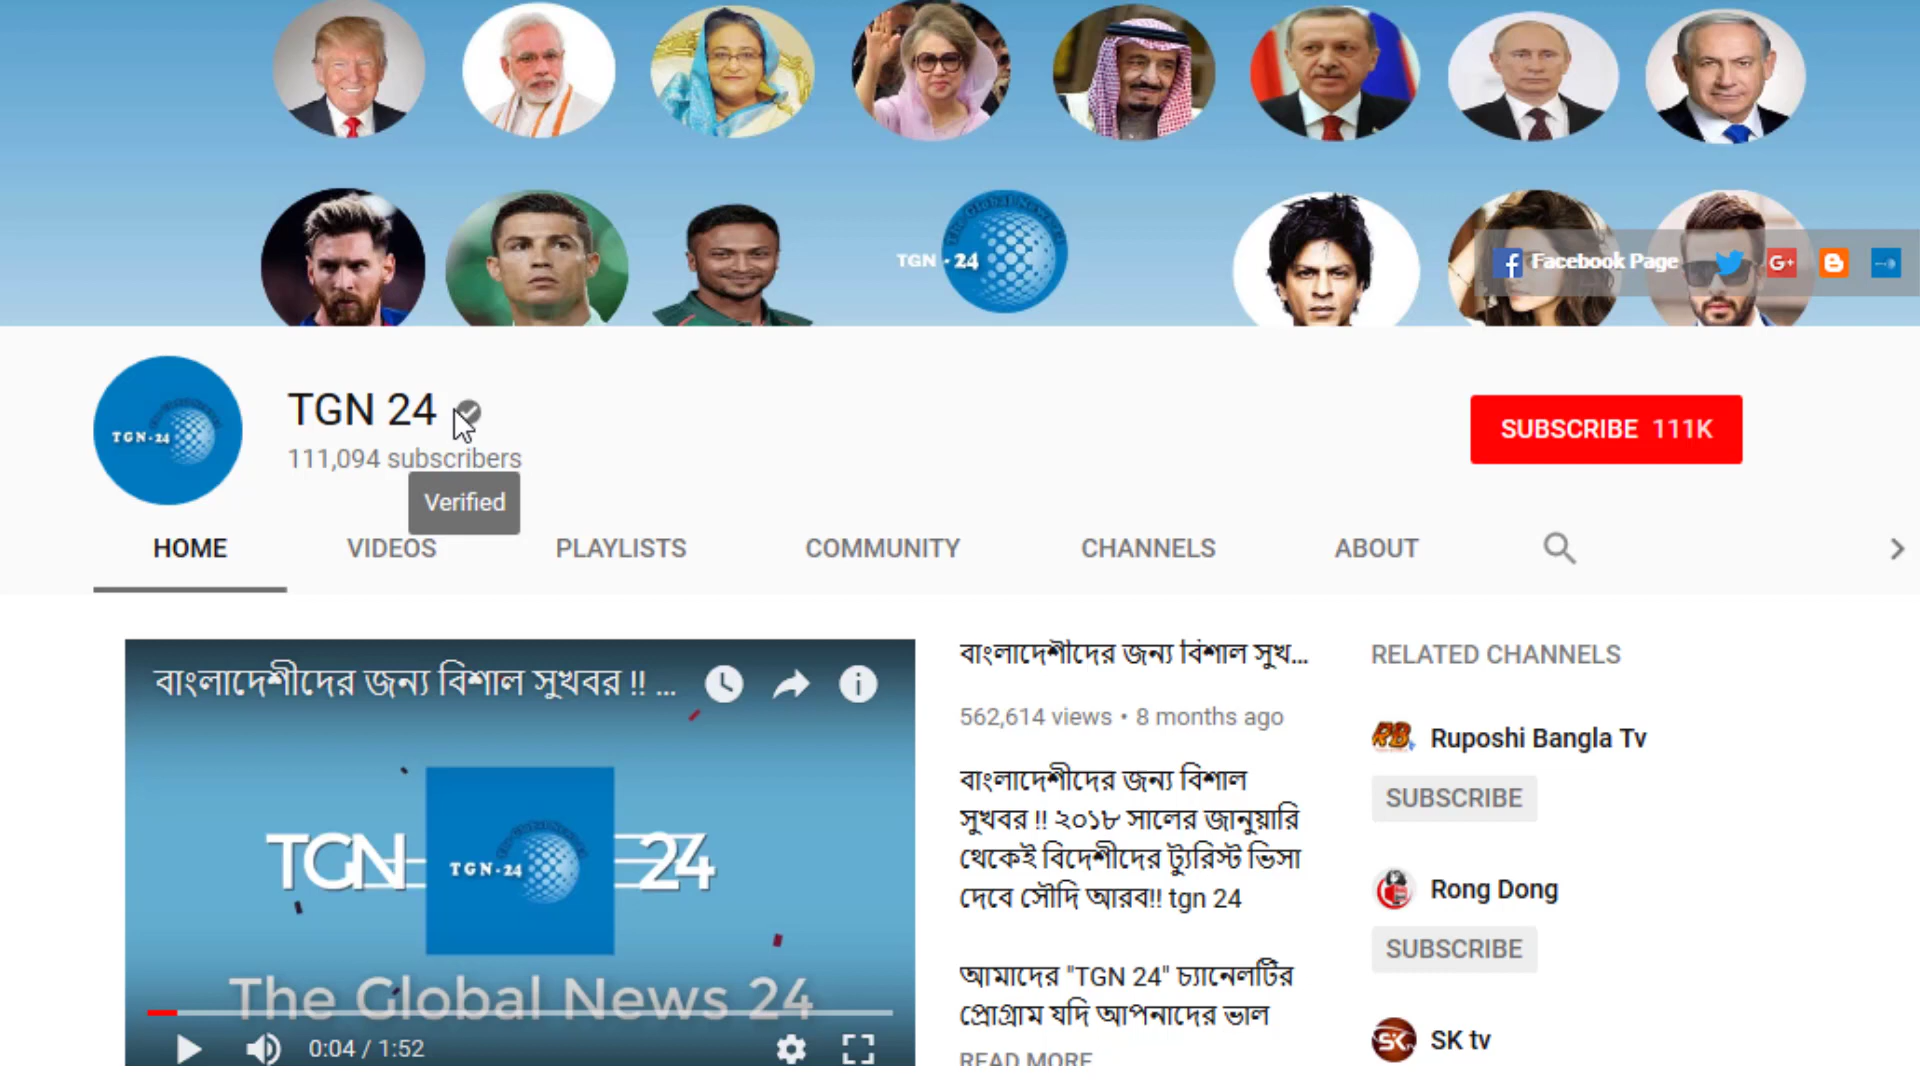 TGN - 24
Facebook Page
TGN-24
TGN 24
111,094 subscribers
SUBSCRIBE 111K
Verified
HOME VIDEOS PLAYLISTS COMMUNITY CHANNELS ABOUT
বাংলাদেশীদের জন্য বিশাল সুখবর !! ...
TGN TGN-24 24
The Global News 24
0:04 / 1:52
বাংলাদেশীদের জন্য বিশাল সুখ...
562,614 views • 8 months ago
বাংলাদেশীদের জন্য বিশাল
সুখবর !! ২০১৮ সালের জানুয়ারি
থেকেই বিদেশীদের ট্যুরিস্ট ভিসা
দেবে সৌদি আরব!! tgn 24
আমাদের "TGN 24" চ্যানেলটির
প্রোগ্রাম যদি আপনাদের ভাল
READ MORE
RELATED CHANNELS
Ruposhi Bangla Tv
SUBSCRIBE
Rong Dong
SUBSCRIBE
SK tv